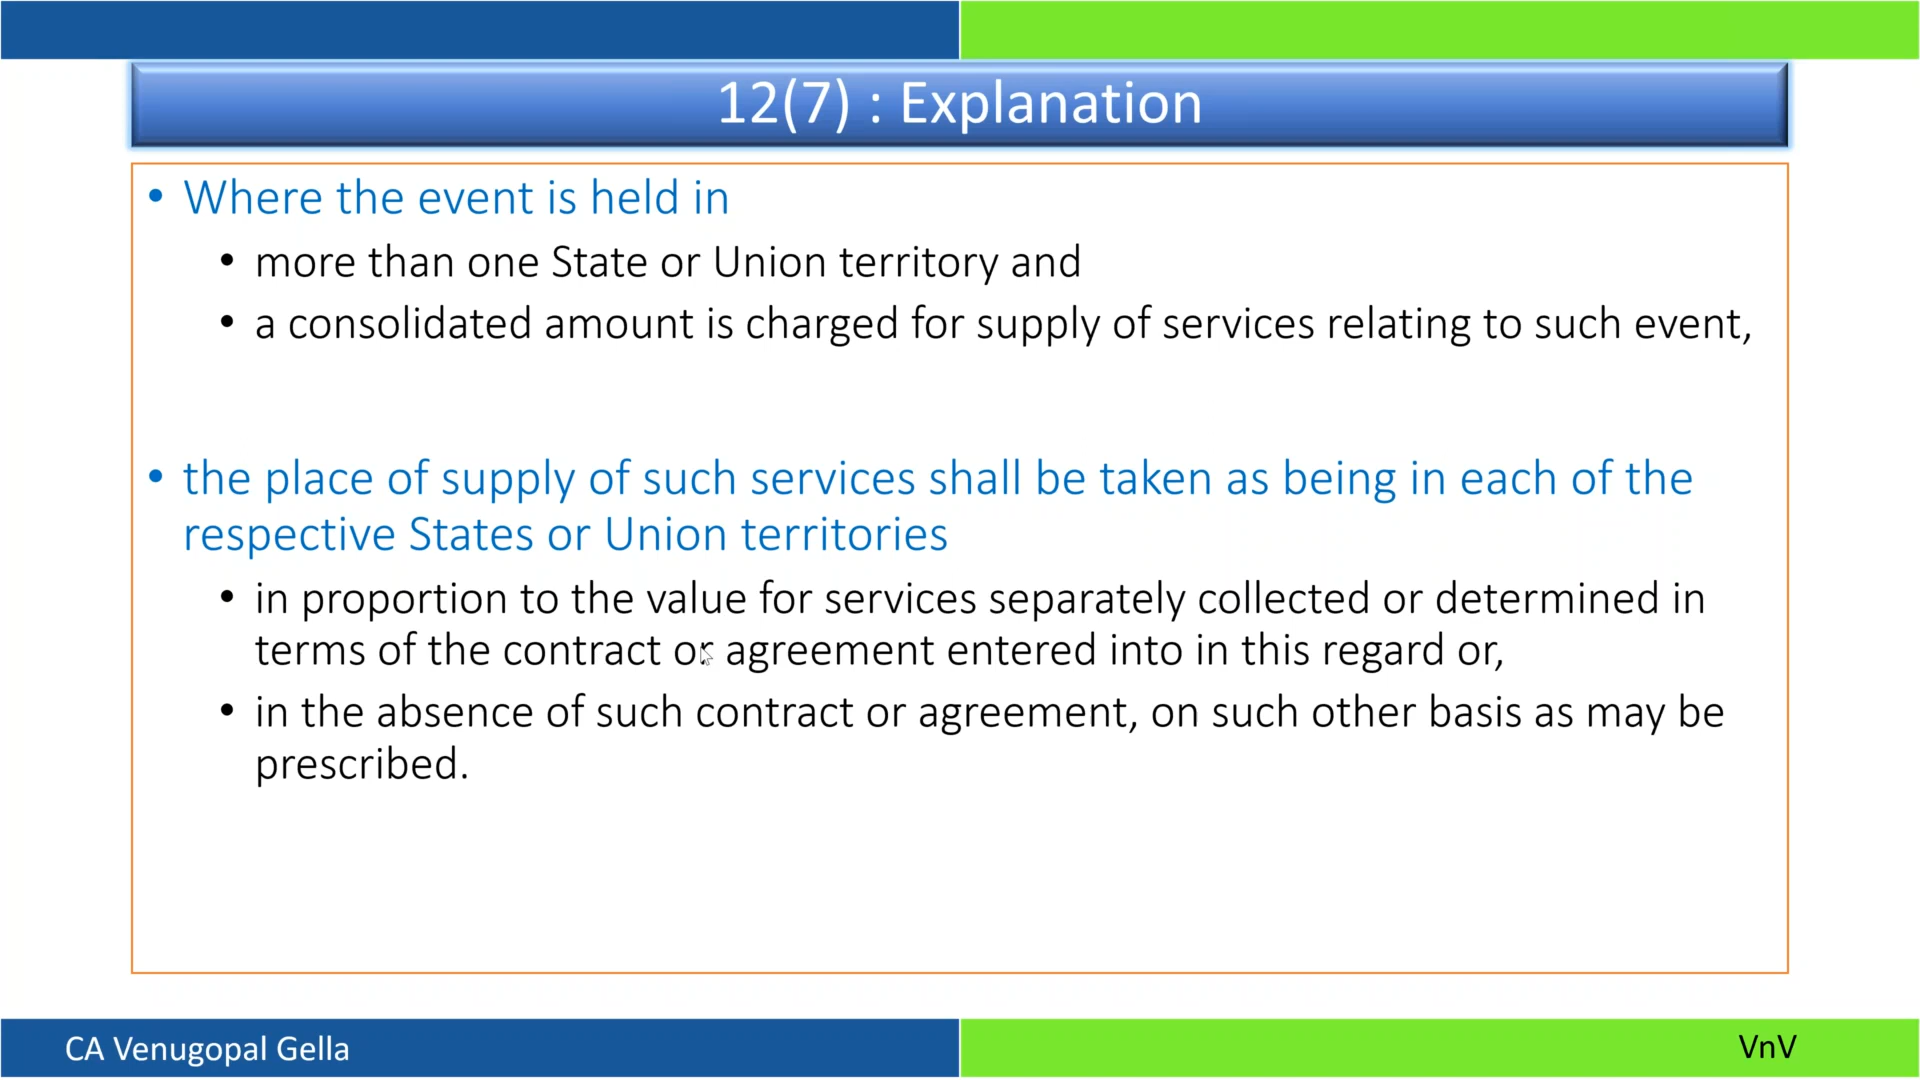 12(7) : Explanation
• Where the event is held in
• more than one State or Union territory and
• a consolidated amount is charged for supply of services relating to such event,
• the place of supply of such services shall be taken as being in each of the
respective States or Union territories
• in proportion to the value for services separately collected or determined in
terms of the contract or agreement entered into in this regard or,
• in the absence of such contract or agreement, on such other basis as may be
prescribed.
CA Venugopal Gella
VnV